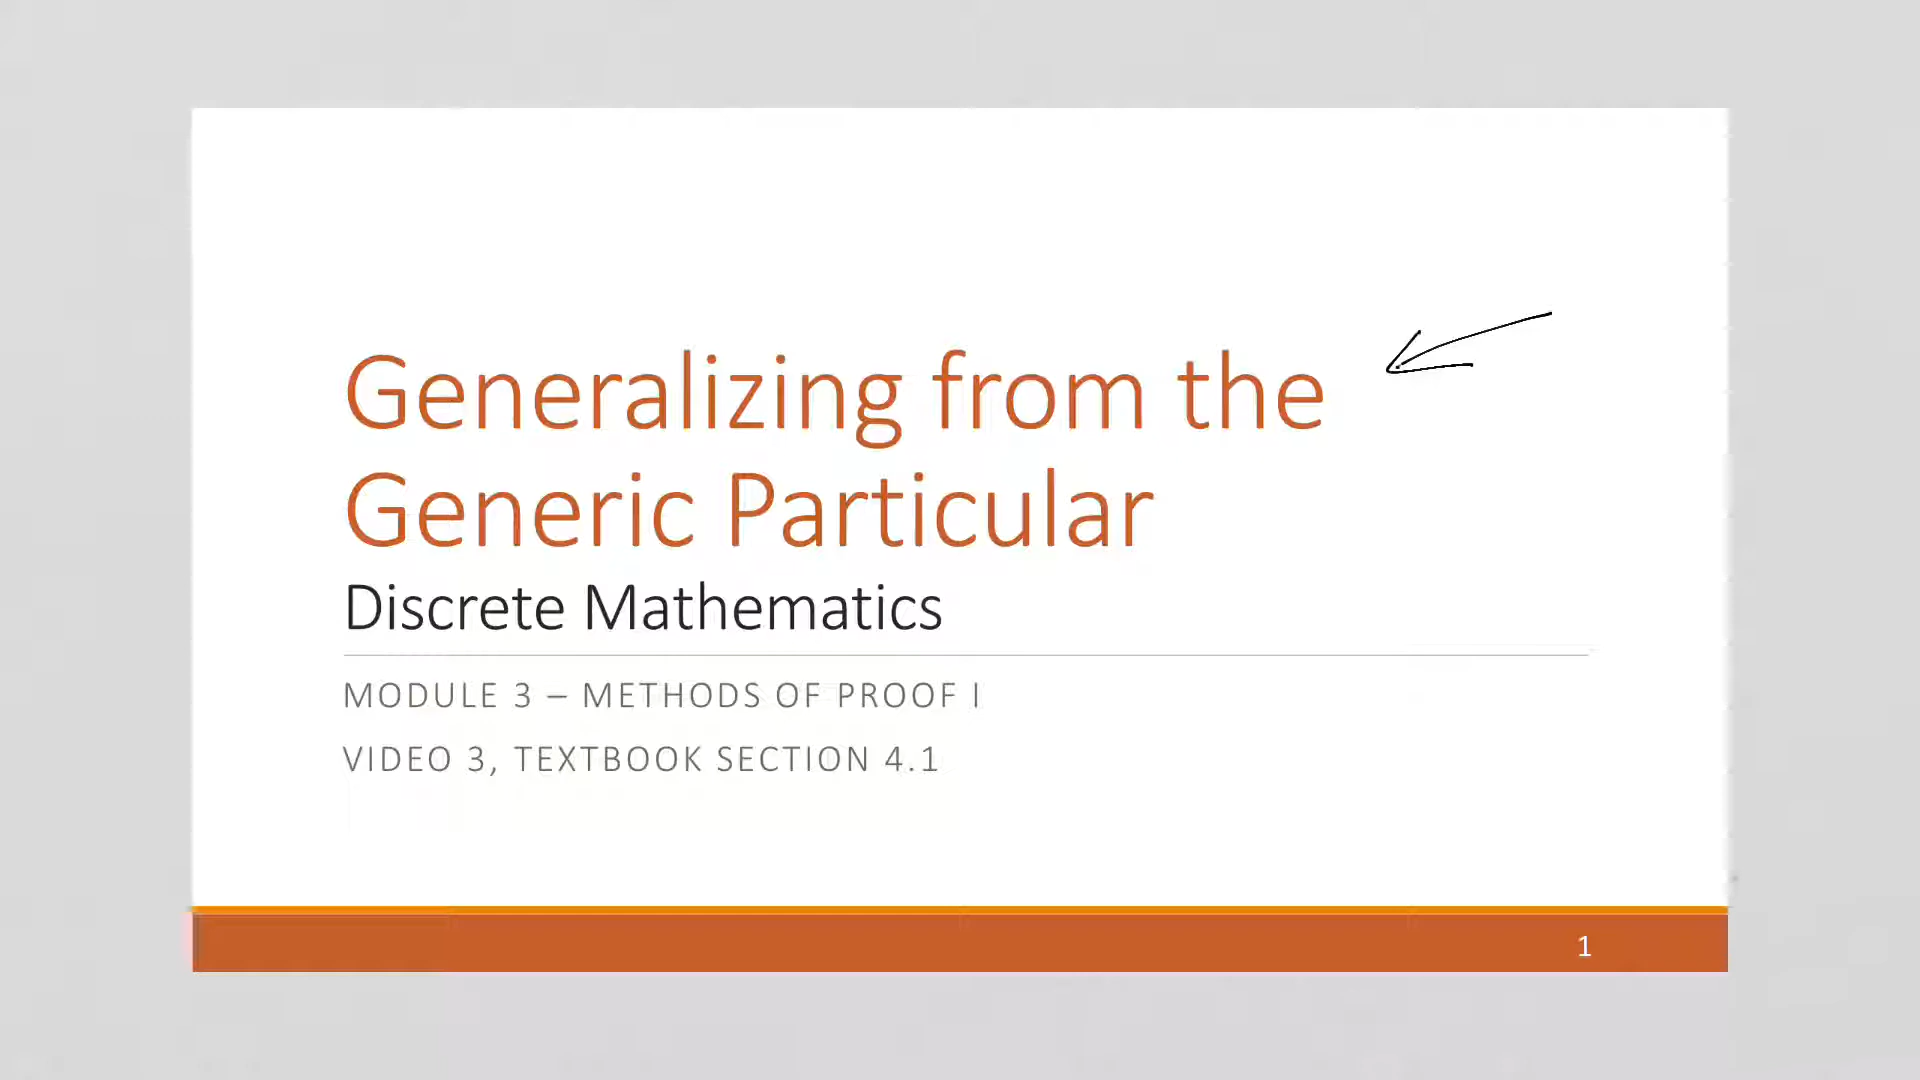 Generalizing from the
Generic Particular
Discrete Mathematics
MODULE 3 – METHODS OF PROOF I
VIDEO 3, TEXTBOOK SECTION 4.1
1